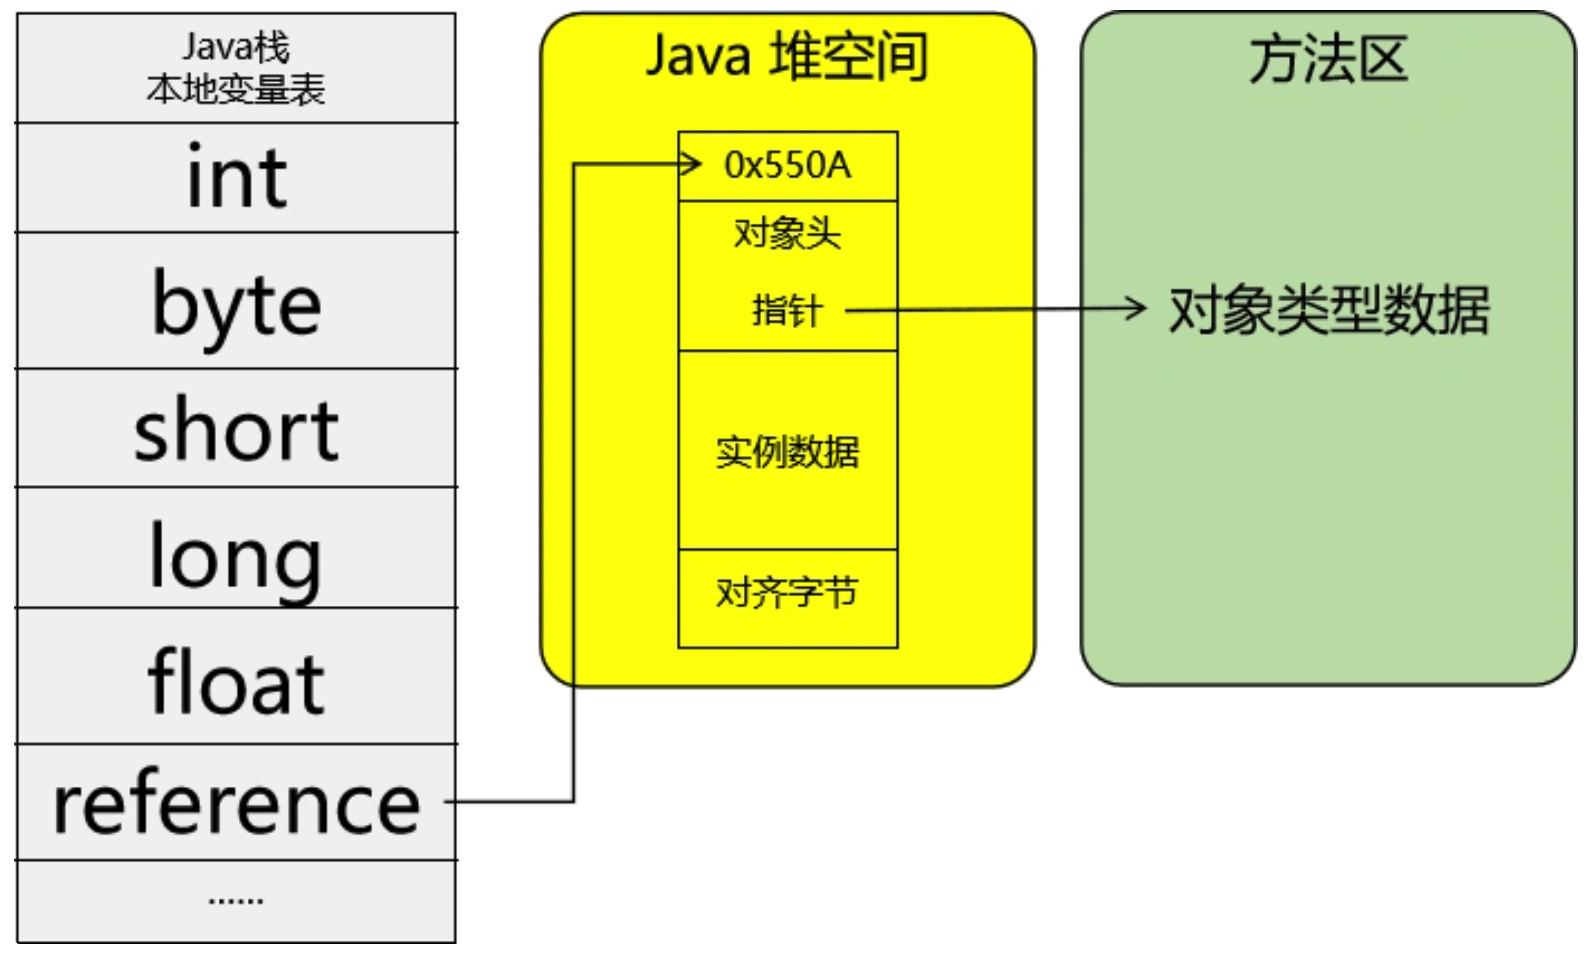 Java栈
本地变量表
int
byte
short
long
float
reference
......
Java 堆空间
0x550A
对象头
指针
实例数据
对齐字节
方法区
对象类型数据